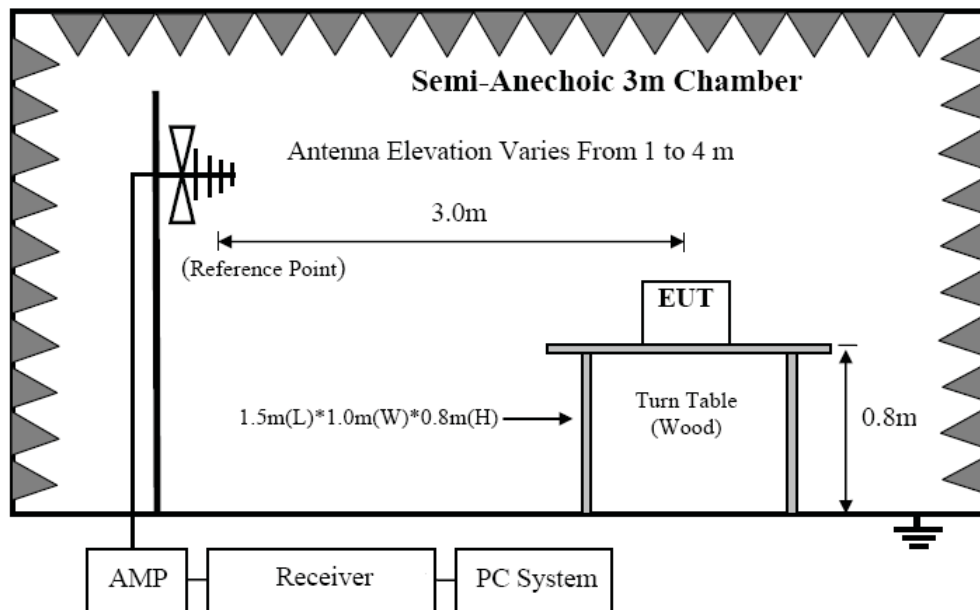 Semi-Anechoic 3m Chamber
Antenna Elevation Varies From 1 to 4 m
3.0m
(Reference Point)
EUT
1.5m(L)*1.0m(W)*0.8m(H)
Turn Table
(Wood)
0.8m
AMP
Receiver
PC System